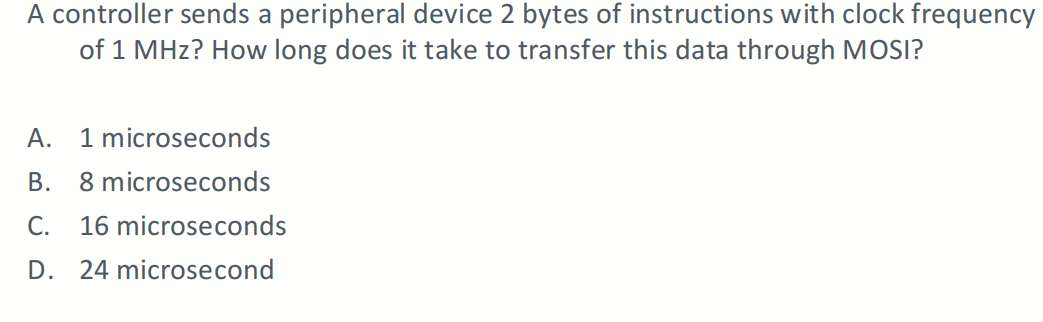 A controller sends a peripheral device 2 bytes of instructions with clock frequency
of 1 MHz? How long does it take to transfer this data through MOSI?
A. 1 microseconds
B. 8 microseconds
C. 16 microseconds
D. 24 microsecond